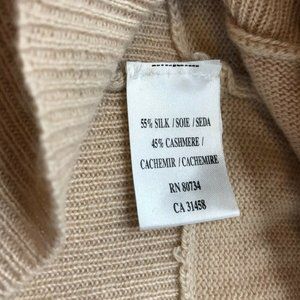 55% SILK / SOIE / SEDA
45% CASHMERE /
CACHEMIR / CACHEMIRE
RN 80734
CA 31458